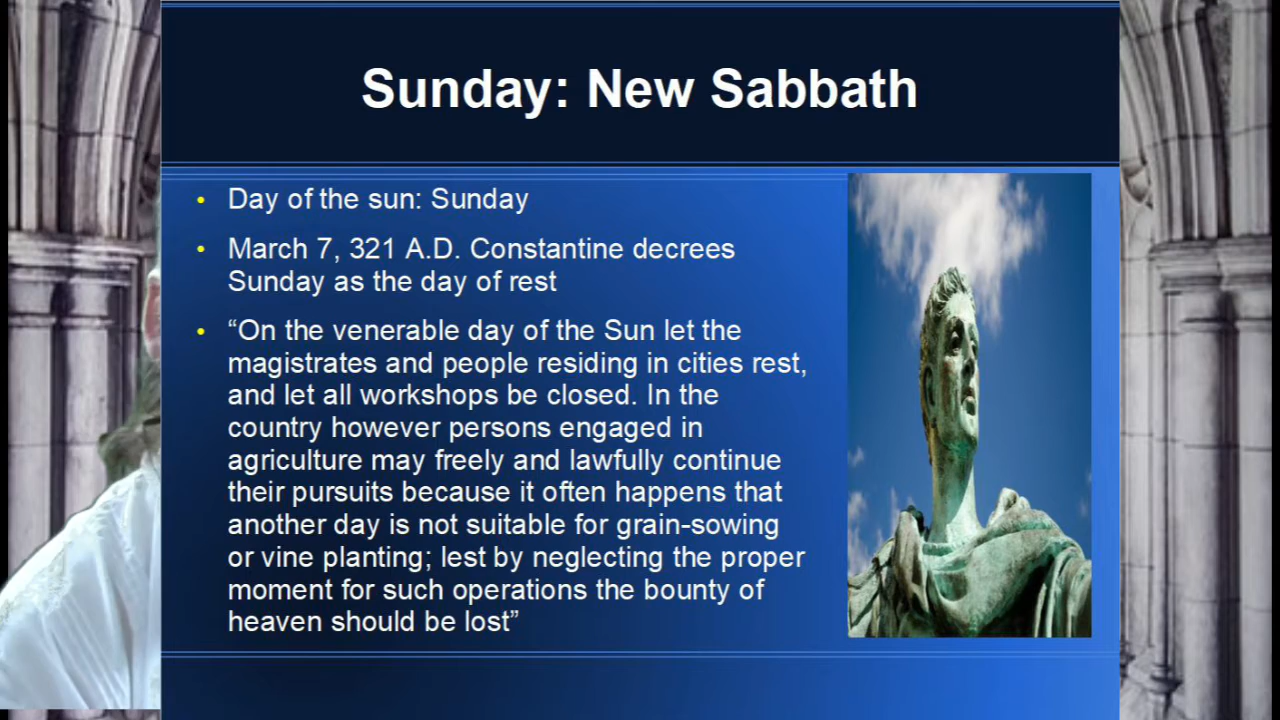 Sunday: New Sabbath
• Day of the sun: Sunday
• March 7, 321 A.D. Constantine decrees
Sunday as the day of rest
• “On the venerable day of the Sun let the
magistrates and people residing in cities rest,
and let all workshops be closed. In the
country however persons engaged in
agriculture may freely and lawfully continue
their pursuits because it often happens that
another day is not suitable for grain-sowing
or vine planting; lest by neglecting the proper
moment for such operations the bounty of
heaven should be lost”